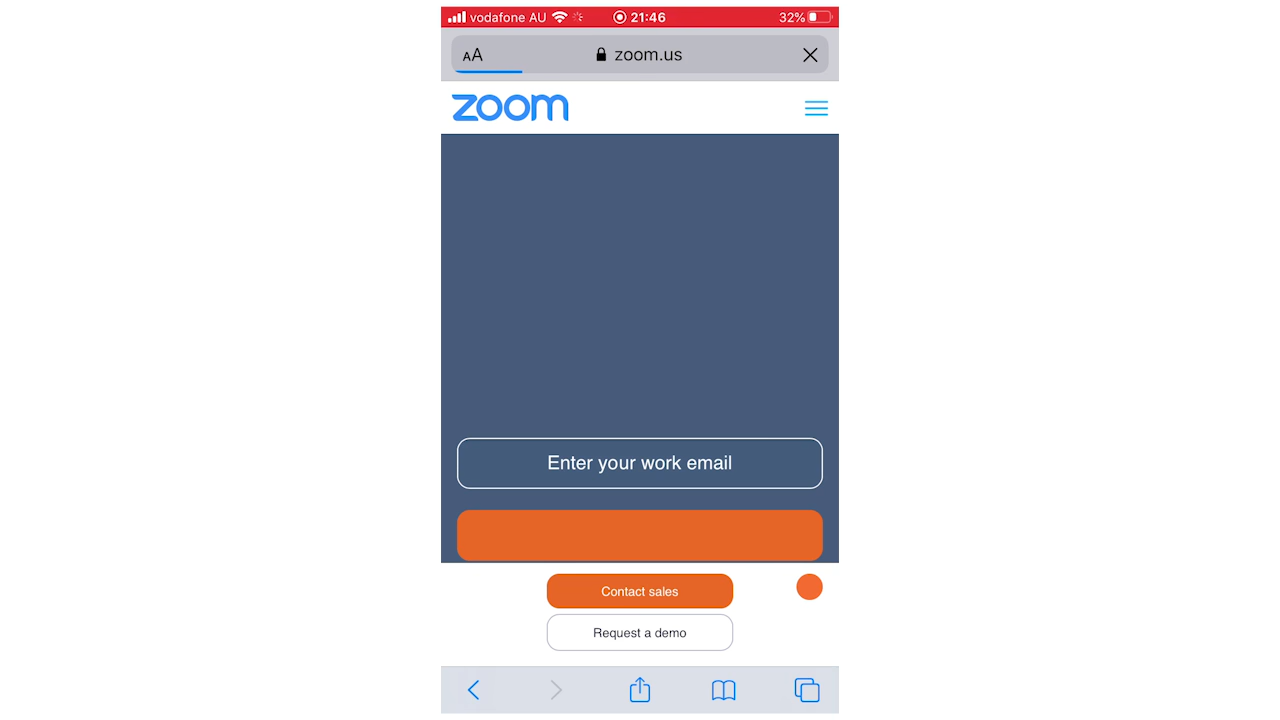 vodafone AU 21:46 32%
AA zoom.us
zoom
Enter your work email
Contact sales
Request a demo